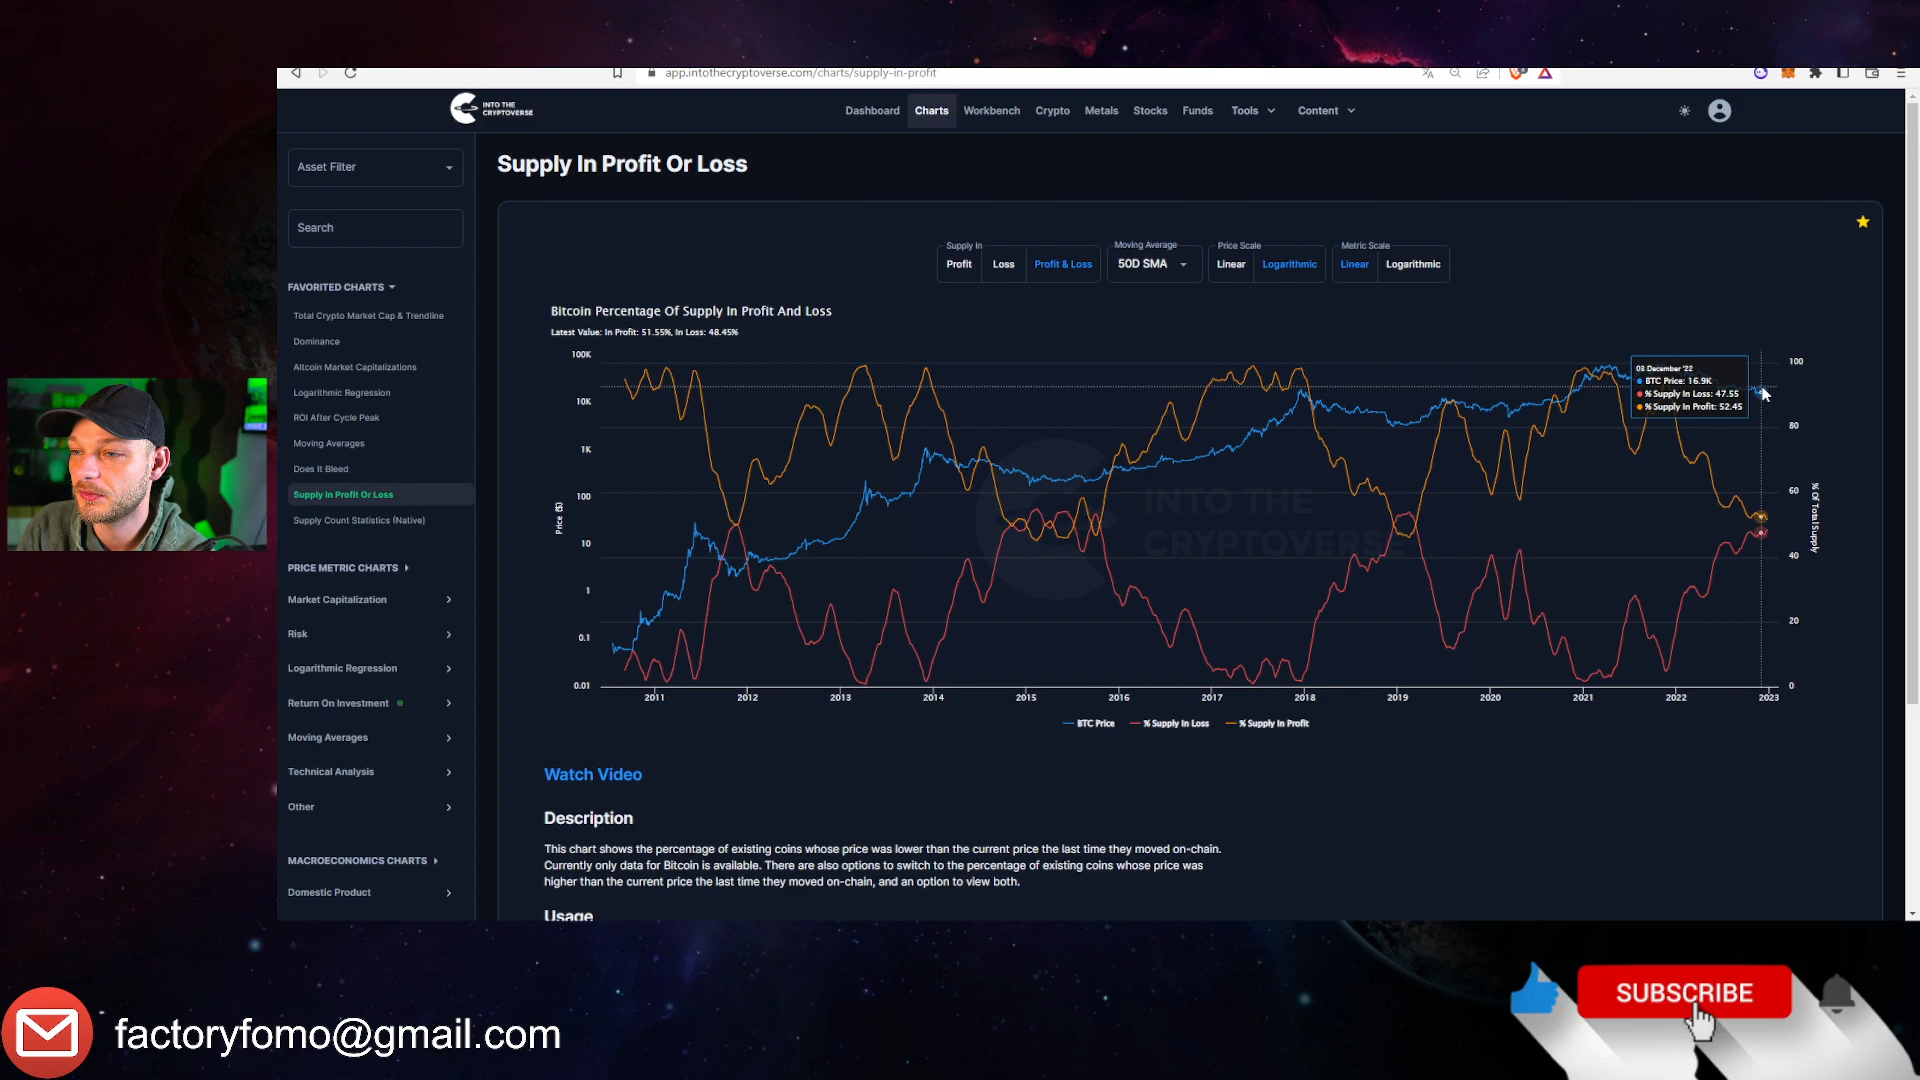 app.intothecryptoverse.com/charts/supply-in-profit
INTO THE
CRYPTOVERSE
Dashboard
Charts
Workbench
Crypto
Metals
Stocks
Funds
Tools
Content
Asset Filter
Search
FAVORITED CHARTS
Total Crypto Market Cap & Trendline
Dominance
Altcoin Market Capitalizations
Logarithmic Regression
ROI After Cycle Peak
Moving Averages
Does It Bleed
Supply In Profit Or Loss
Supply Count Statistics (Native)
PRICE METRIC CHARTS
Market Capitalization
Risk
Logarithmic Regression
Return On Investment
Moving Averages
Technical Analysis
Other
MACROECONOMICS CHARTS
Domestic Product
Supply In Profit Or Loss
Supply In
Profit
Loss
Profit & Loss
Moving Average
50D SMA
Price Scale
Linear
Logarithmic
Metric Scale
Linear
Logarithmic
Bitcoin Percentage Of Supply In Profit And Loss
Latest Value: In Profit: 51.55%, In Loss: 48.45%
100K
10K
1K
100
10
1
0.1
0.01
Price ($)
INTO THE
CRYPTOVERSE
BTC Price: 16.9K
% Supply In Loss: 47.55
% Supply In Profit: 52.45
100
80
60
40
20
0
% Of Total Supply
2011
2012
2013
2014
2015
2016
2017
2018
2019
2020
2021
2022
2023
BTC Price
% Supply In Loss
% Supply In Profit
Watch Video
Description
This chart shows the percentage of existing coins whose price was lower than the current price the last time they moved on-chain.
Currently only data for Bitcoin is available. There are also options to switch to the percentage of existing coins whose price was
higher than the current price the last time they moved on-chain, and an option to view both.
Usage
factoryfomo@gmail.com
SUBSCRIBE